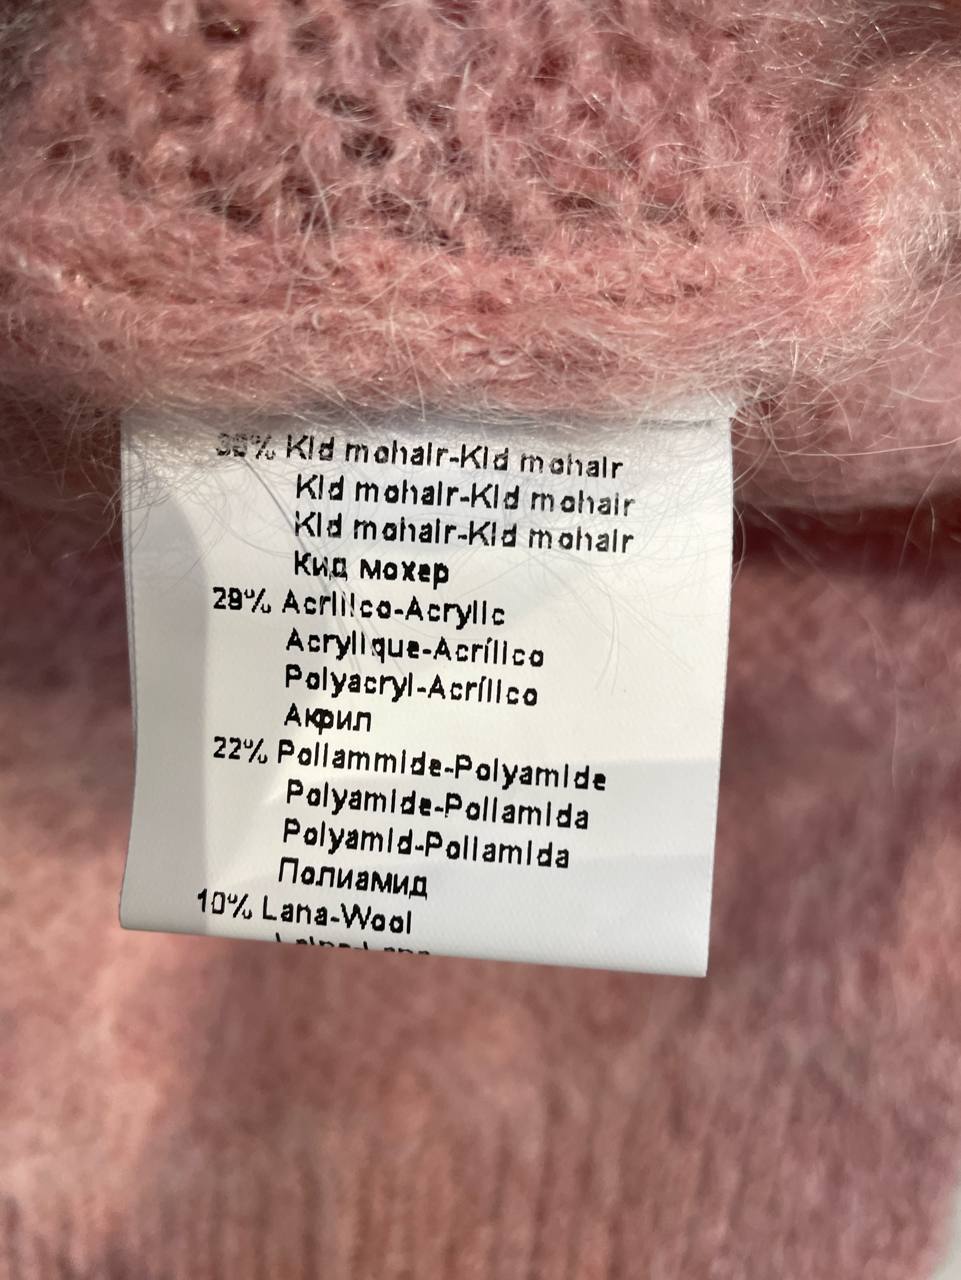 Kid mohair-Kid mohair
Kid mohair-Kid mohair
Kid mohair-Kid mohair
Кид мохер
29% Acrilico-Acrylic
Acrylique-Acrílico
Polyacryl-Acrílico
Акрил
22% Poliammide-Polyamide
Polyamide-Poliamida
Polyamid-Poliamida
Полиамид
10% Lana-Wool